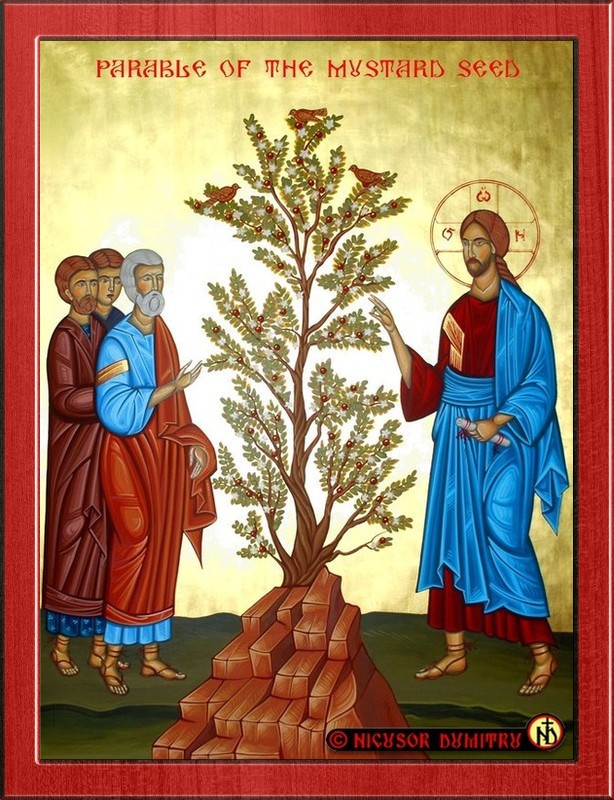 PARABLE OF THE MUSTARD SEED
© NICUSOR DUMITRU